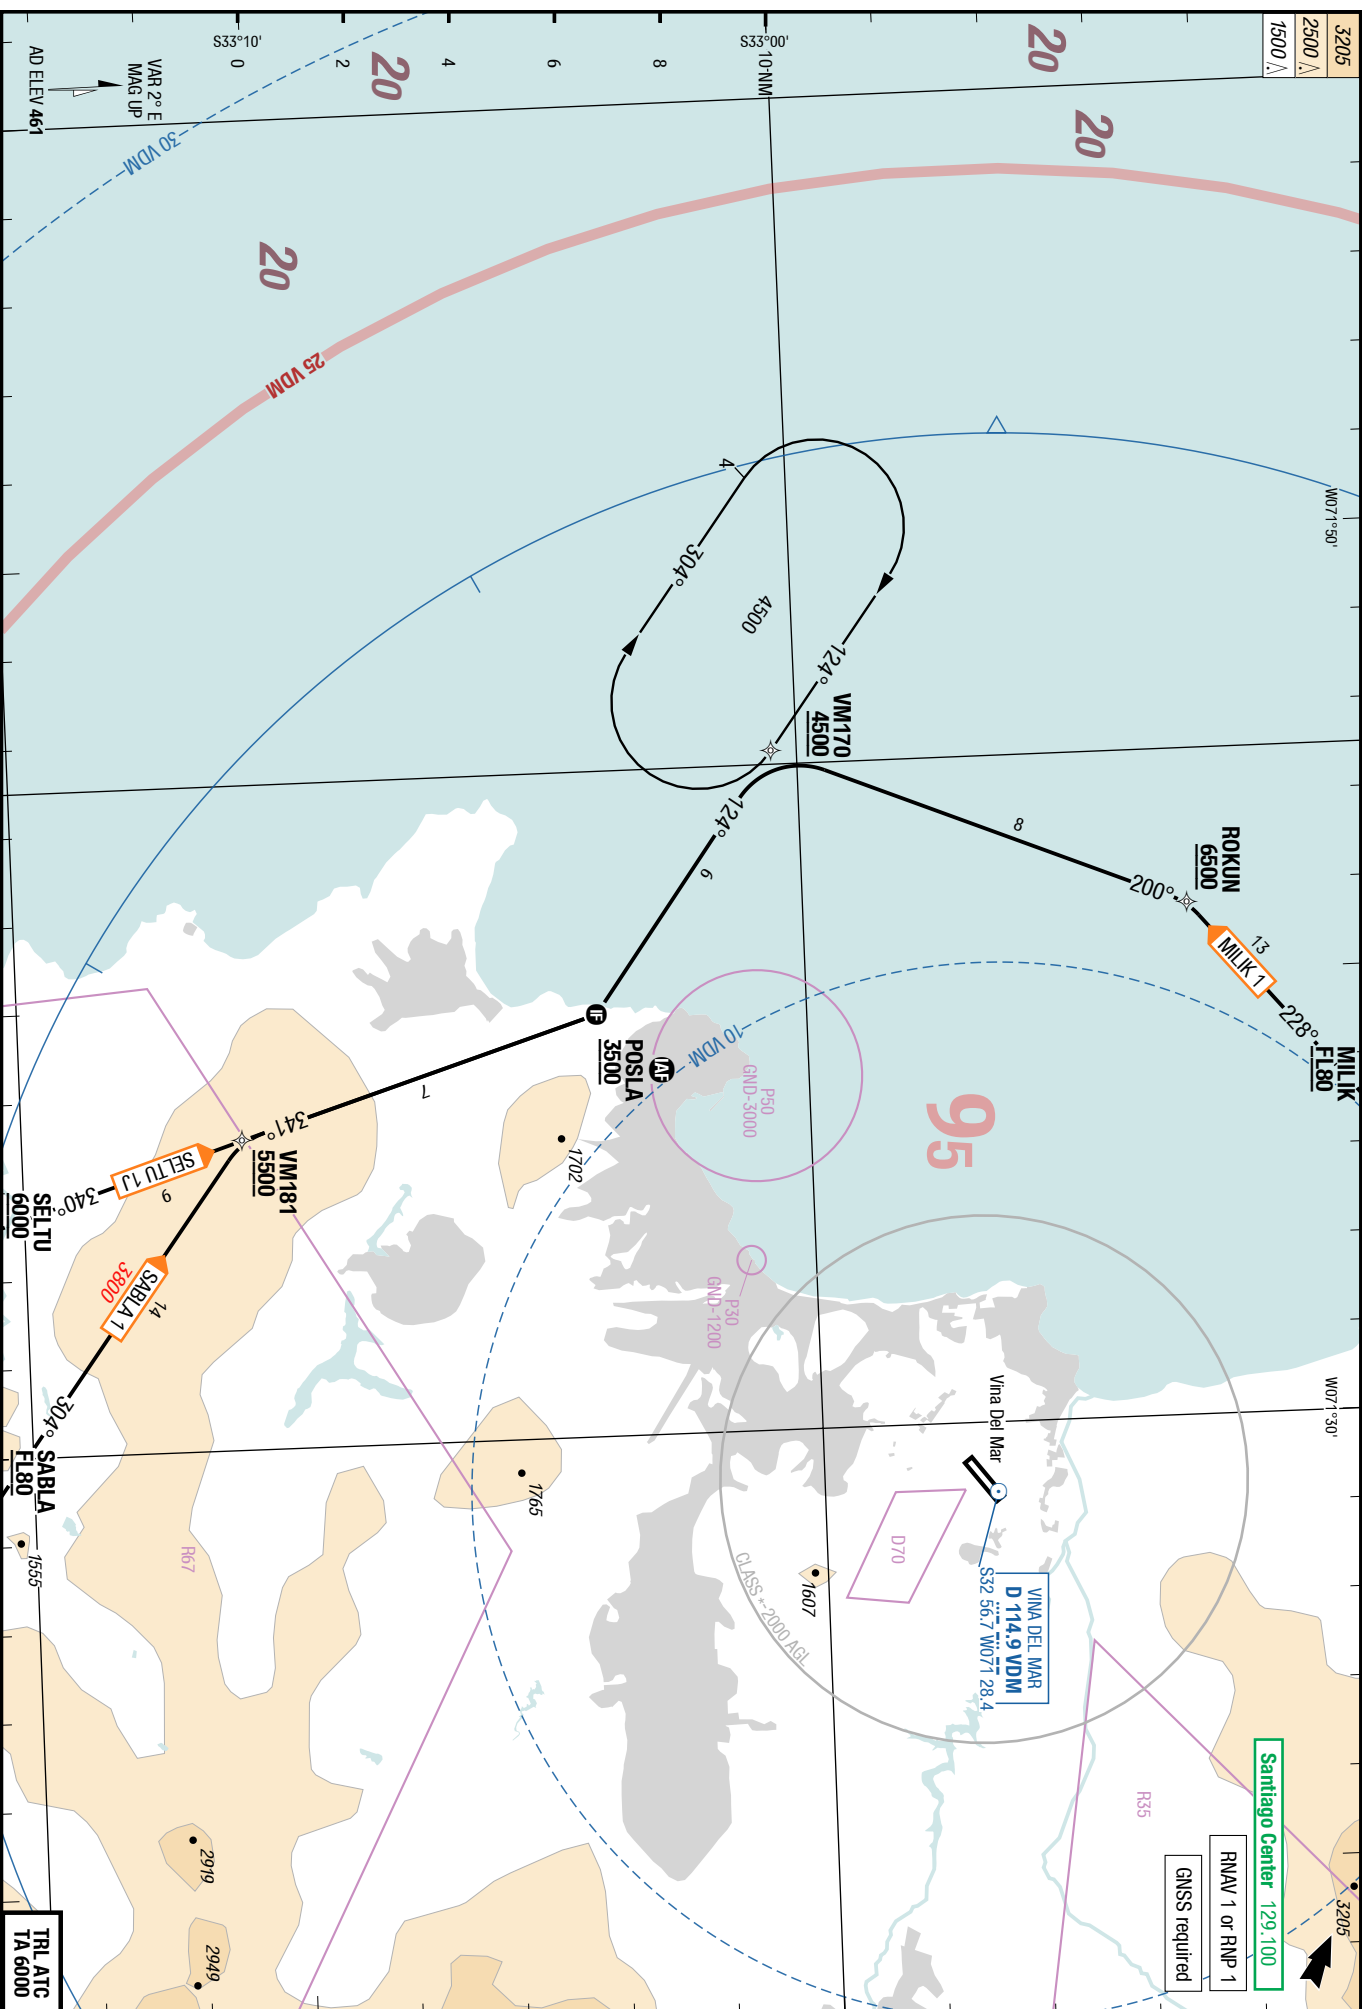 3205
2500
1500
S33°10'
S33°00'
0
2
4
6
8
10 NM
AD ELEV 461
VAR 2° E
MAG UP
20
20
20
20
30 VDM
25 VDM
W071°50'
4
304°
4500
124°
VM170
4500
124°
9
8
200°
ROKUN
6500
13
MILIK 1
228°
MILIK
FL80
IF
POSLA
3500
IAF
10 VDM
P50
GND-3000
95
7
341°
VM181
5500
SELTU 1J
9
340°
SELTU
6000
SABLA 1
14
3800
304°
SABLA
FL80
1702
1765
1555
1607
R67
P30
GND-1200
Vina Del Mar
W071°30'
D70
CLASS *-2000 AGL
VINA DEL MAR
D 114.9 VDM
S32 56.7 W071 28.4
R35
Santiago Center 129.100
RNAV 1 or RNP 1
GNSS required
3205
2919
2949
TRL ATC
TA 6000